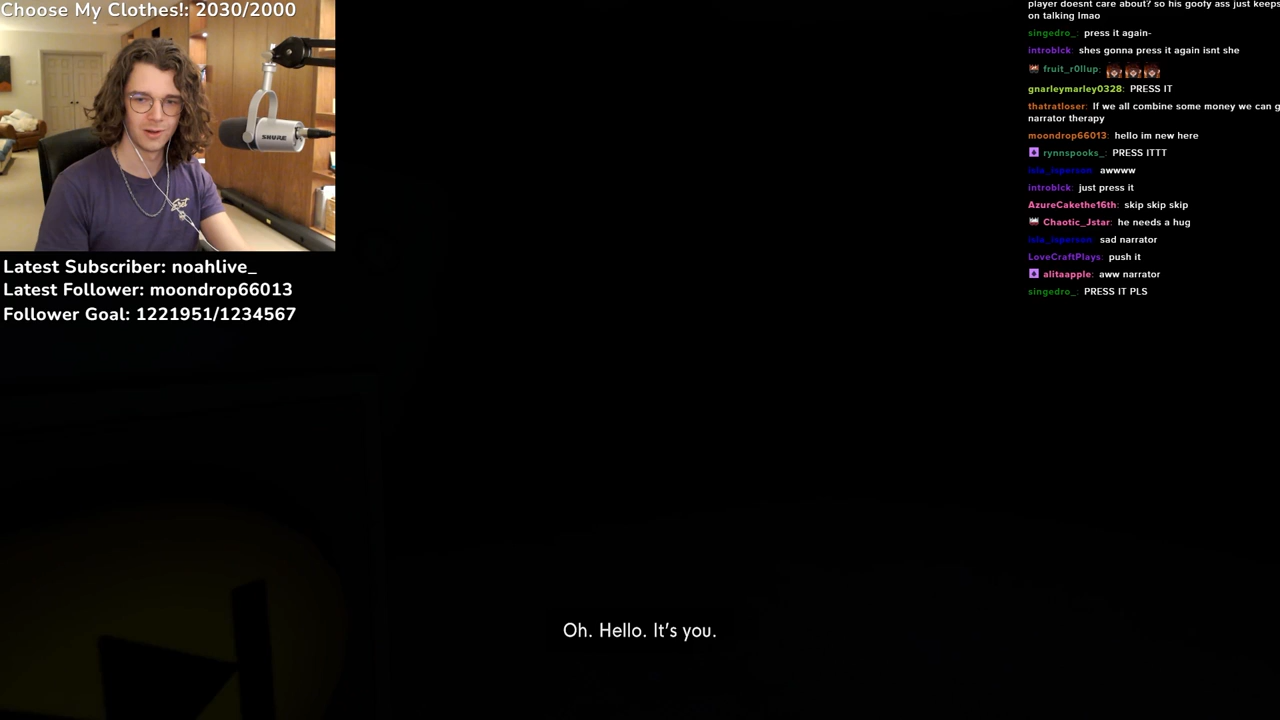 Choose My Clothes!: 2030/2000
SHURE
Eret
Latest Subscriber: noahlive_
Latest Follower: moondrop66013
Follower Goal: 1221951/1234567
player doesnt care about? so his goofy ass just keeps
on talking lmao
singedro_: press it again-
introblck: shes gonna press it again isnt she
fruit_r0llup:
gnarleymarley0328: PRESS IT
thatratloser: If we all combine some money we can g
narrator therapy
moondrop66013: hello im new here
rynnspooks_: PRESS ITTT
isle_isperson: awwww
introblck: just press it
AzureCakethe16th: skip skip skip
Chaotic_Jstar: he needs a hug
isle_isperson: sad narrator
LoveCraftPlays: push it
alitaapple: aww narrator
singedro_: PRESS IT PLS
Oh. Hello. It's you.